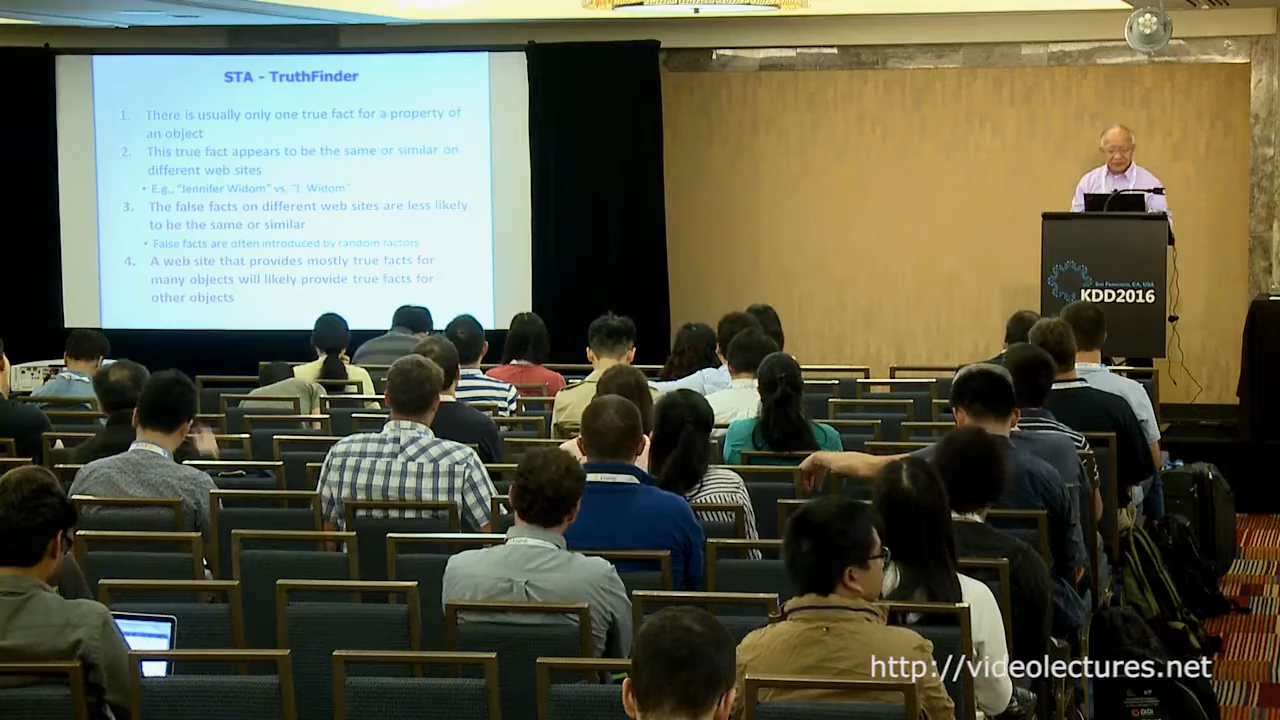 STA - TruthFinder
1. There is usually only one true fact for a property of
an object
2. This true fact appears to be the same or similar on
different web sites
• E.g., "Jennifer Widom" vs. "J. Widom"
3. The false facts on different web sites are less likely
to be the same or similar
• False facts are often introduced by random factors
4. A web site that provides mostly true facts for
many objects will likely provide true facts for
other objects
San Francisco, CA, USA
KDD2016
http://videolectures.net